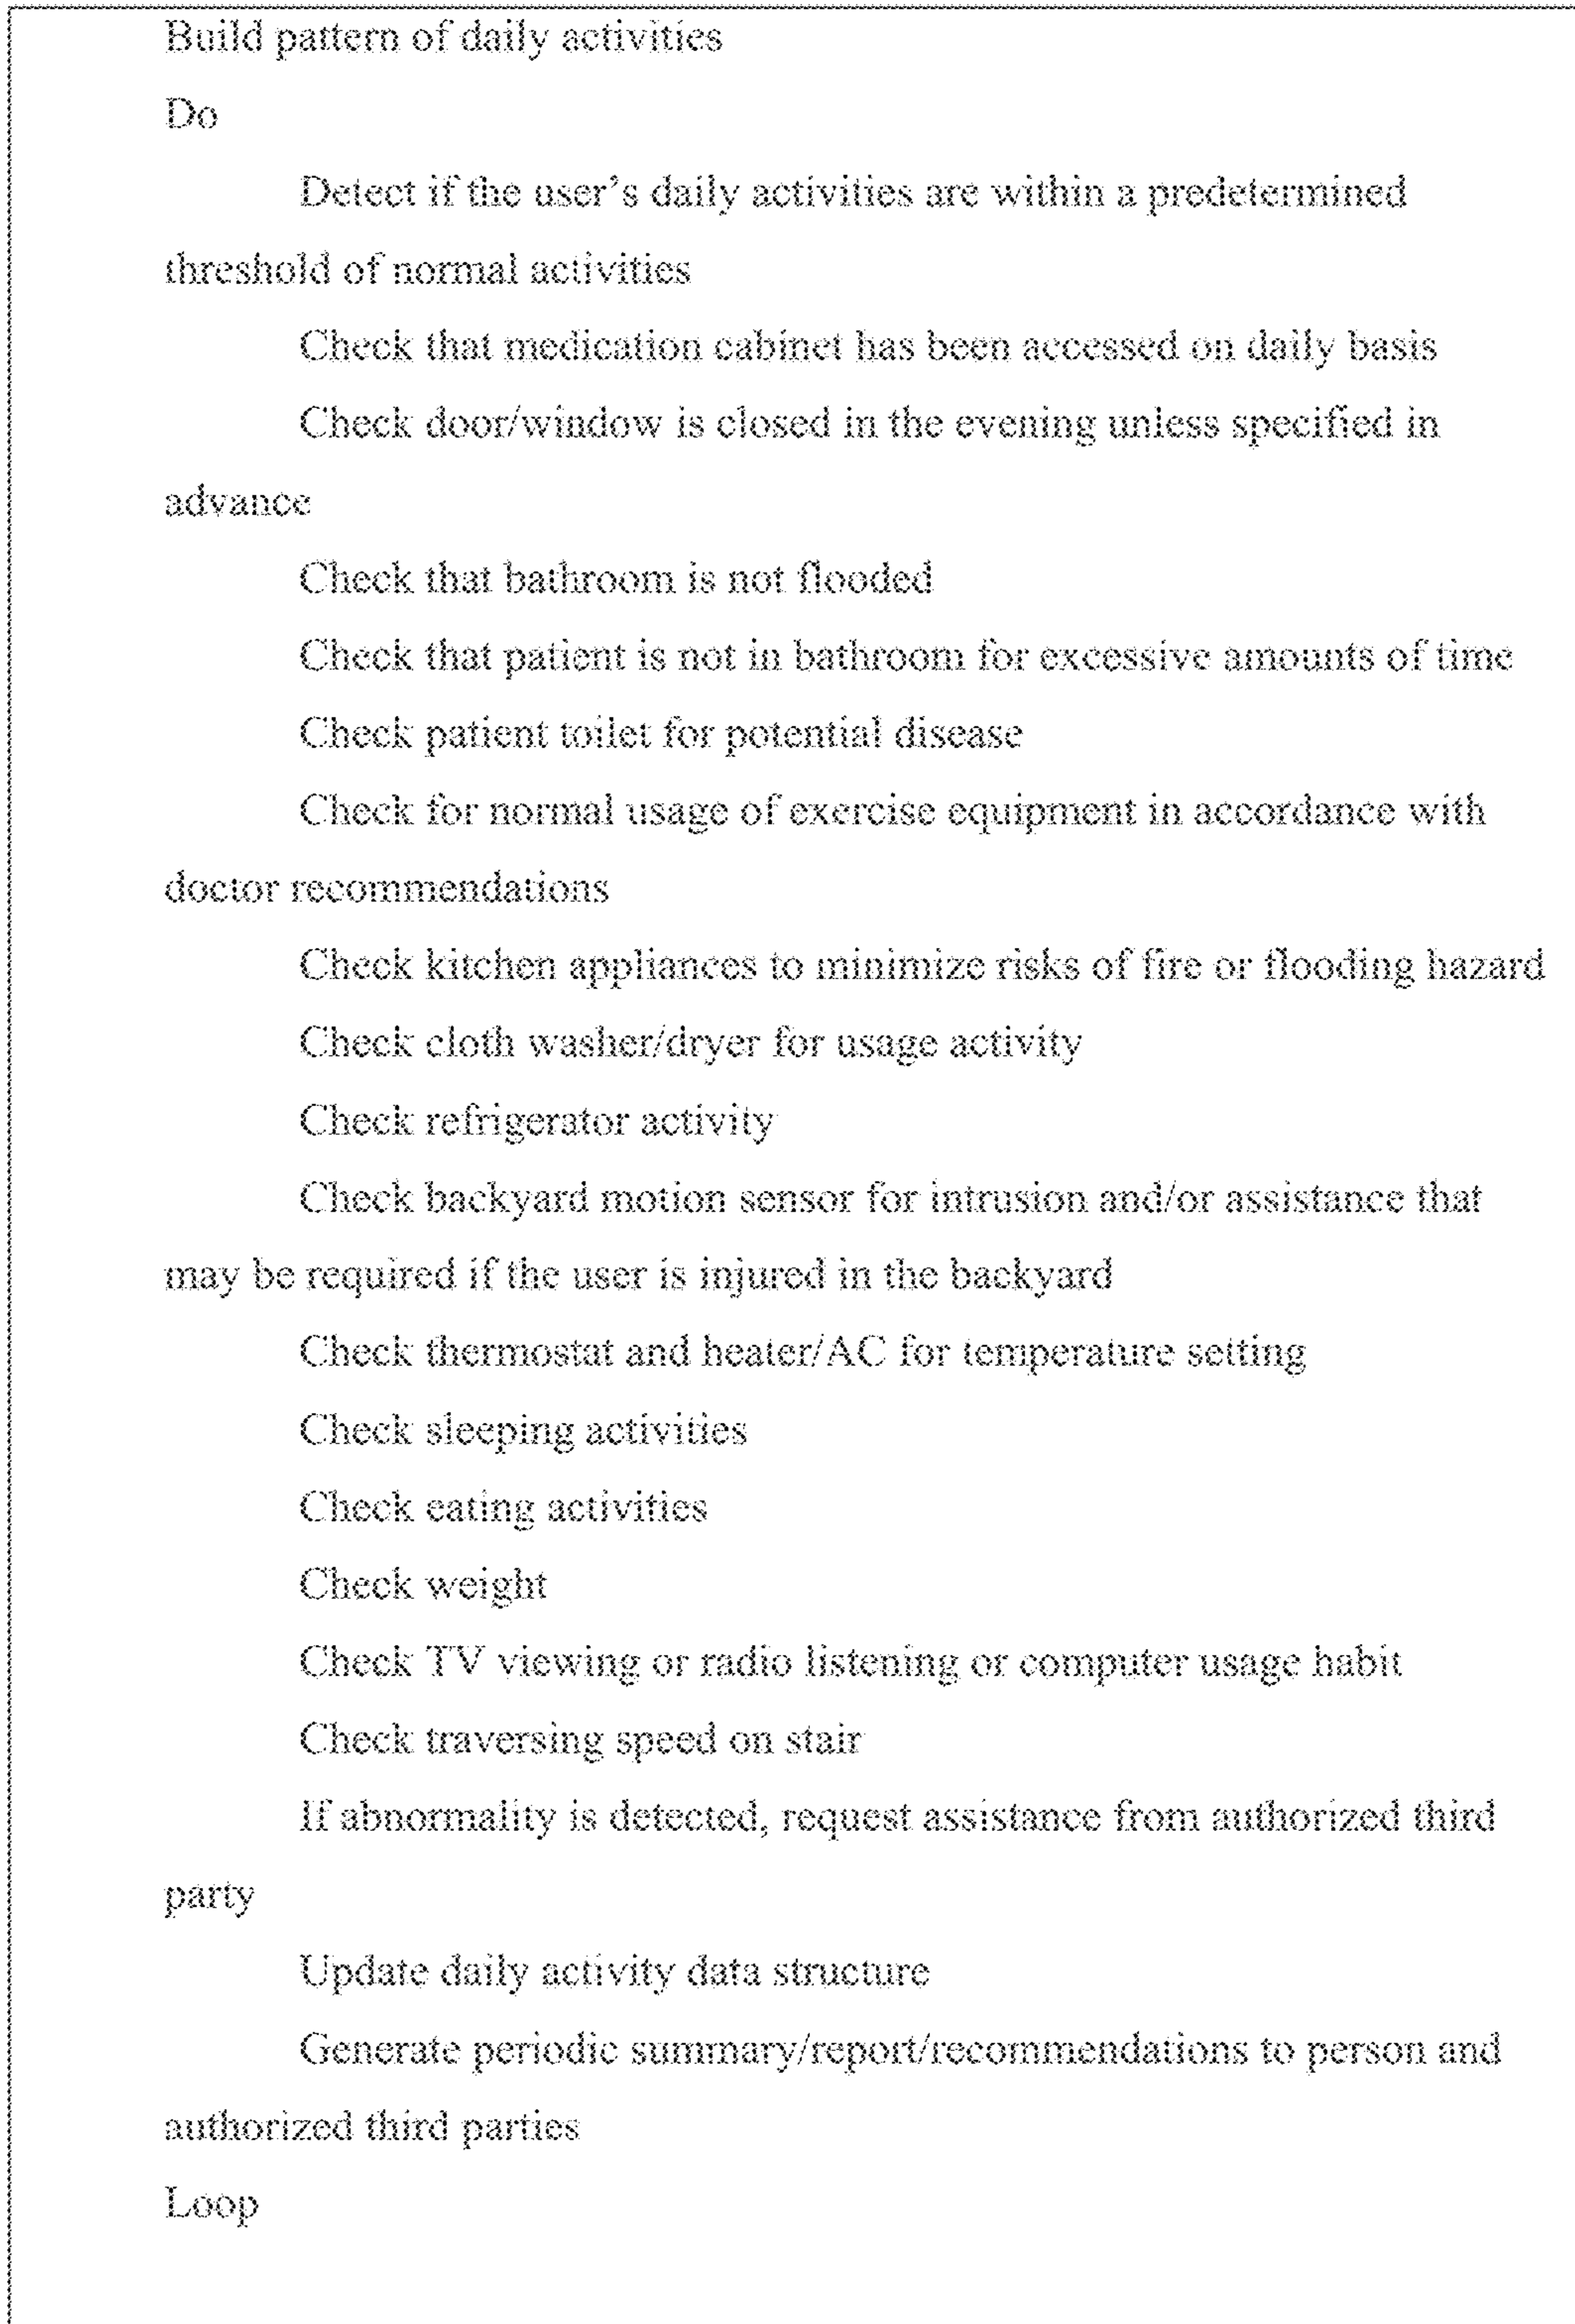 Build pattern of daily activities
Do
Detect if the user's daily activities are within a predetermined
threshold of normal activities
Check that medication cabinet has been accessed on daily basis
Check door/window is closed in the evening unless specified in
advance
Check that bathroom is not flooded
Check that patient is not in bathroom for excessive amounts of time
Check patient toilet for potential disease
Check for normal usage of exercise equipment in accordance with
doctor recommendations
Check kitchen appliances to minimize risks of fire or flooding hazard
Check cloth washer/dryer for usage activity
Check refrigerator activity
Check backyard motion sensor for intrusion and/or assistance that
may be required if the user is injured in the backyard
Check thermostat and heater/AC for temperature setting
Check sleeping activities
Check eating activities
Check weight
Check TV viewing or radio listening or computer usage habit
Check traversing speed on stair
If abnormality is detected, request assistance from authorized third
party
Update daily activity data structure
Generate periodic summary/report/recommendations to person and
authorized third parties
Loop